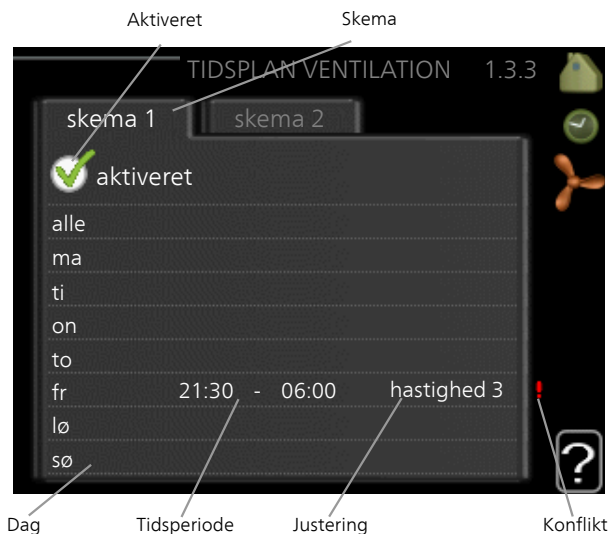 Aktiveret Skema
TIDSPLAN VENTILATION 1.3.3
skema 1 skema 2
aktiveret
alle
ma
ti
on
to
fr 21:30 - 06:00 hastighed 3 !
lø
sø
?
Dag Tidsperiode Justering Konflikt